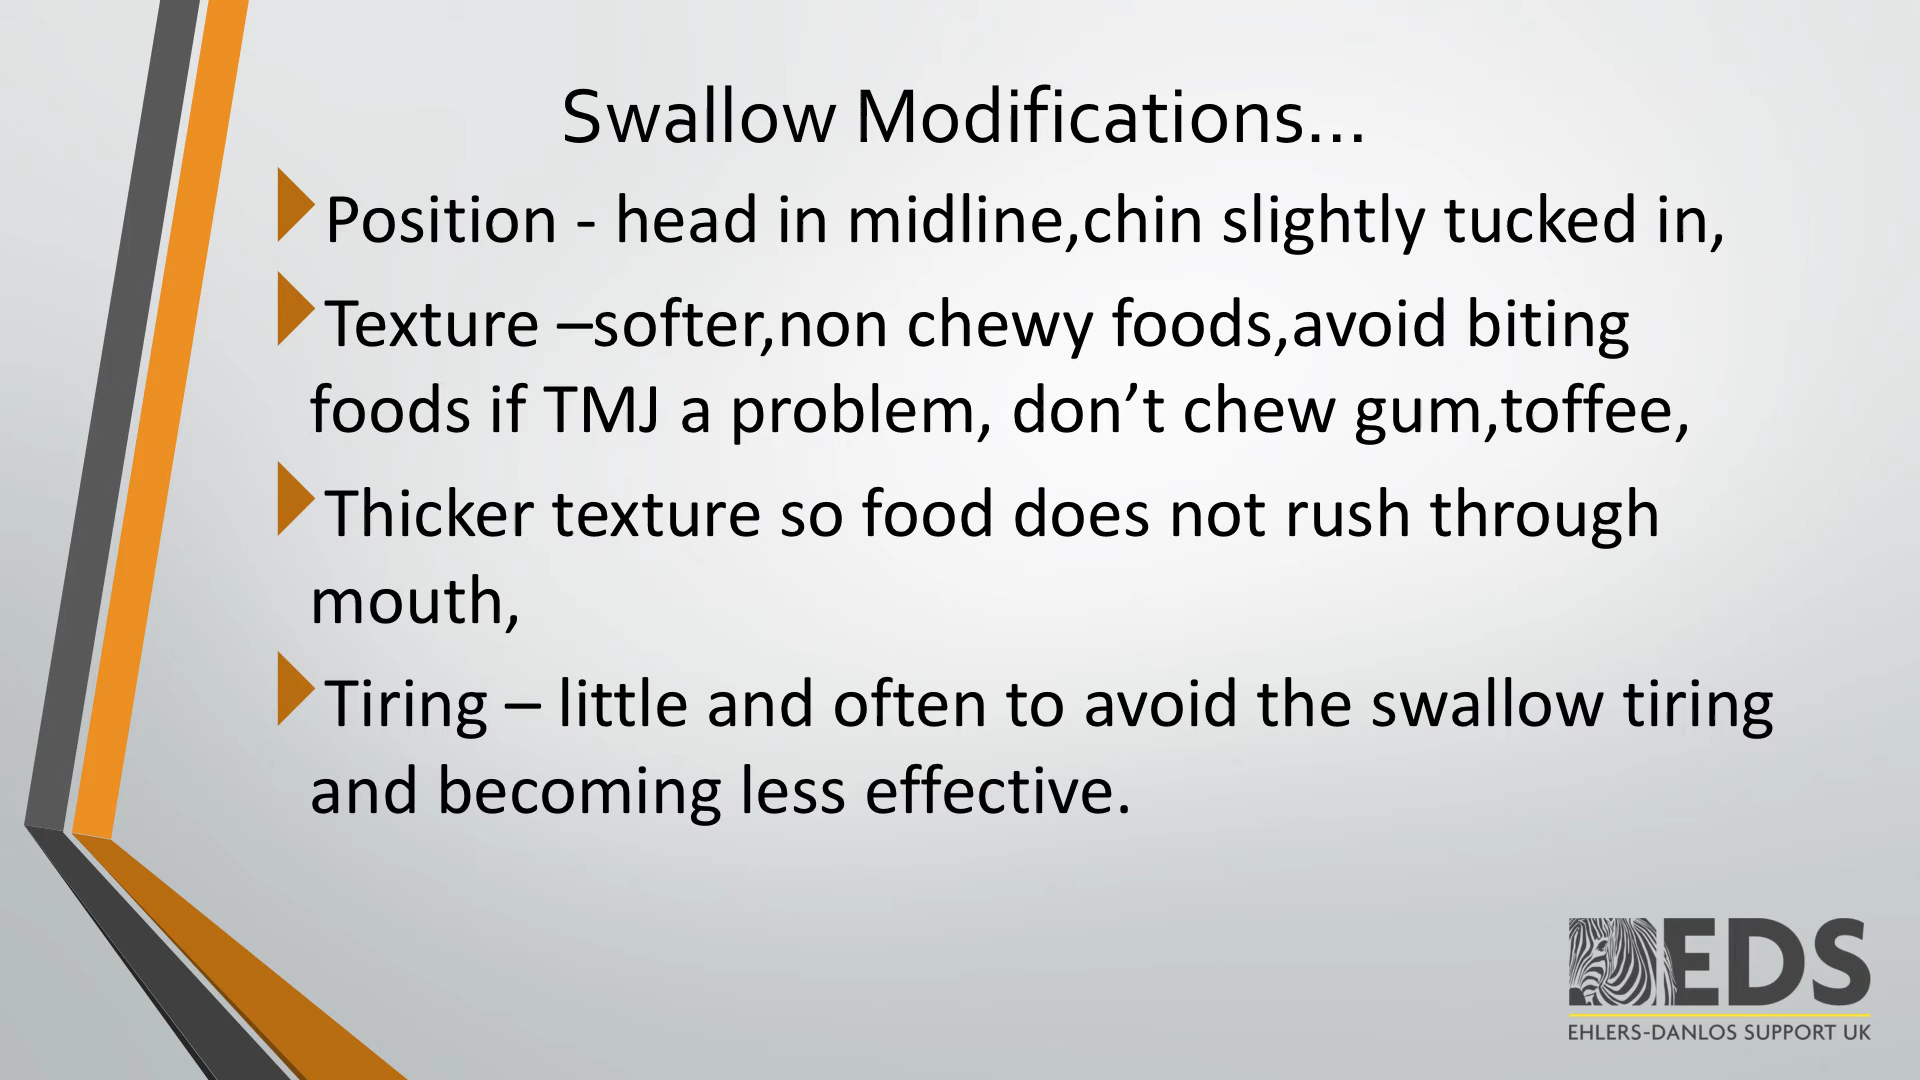 Swallow Modifications...
Position - head in midline,chin slightly tucked in,
Texture –softer,non chewy foods,avoid biting
foods if TMJ a problem, don’t chew gum,toffee,
Thicker texture so food does not rush through
mouth,
Tiring – little and often to avoid the swallow tiring
and becoming less effective.
EDS
EHLERS-DANLOS SUPPORT UK